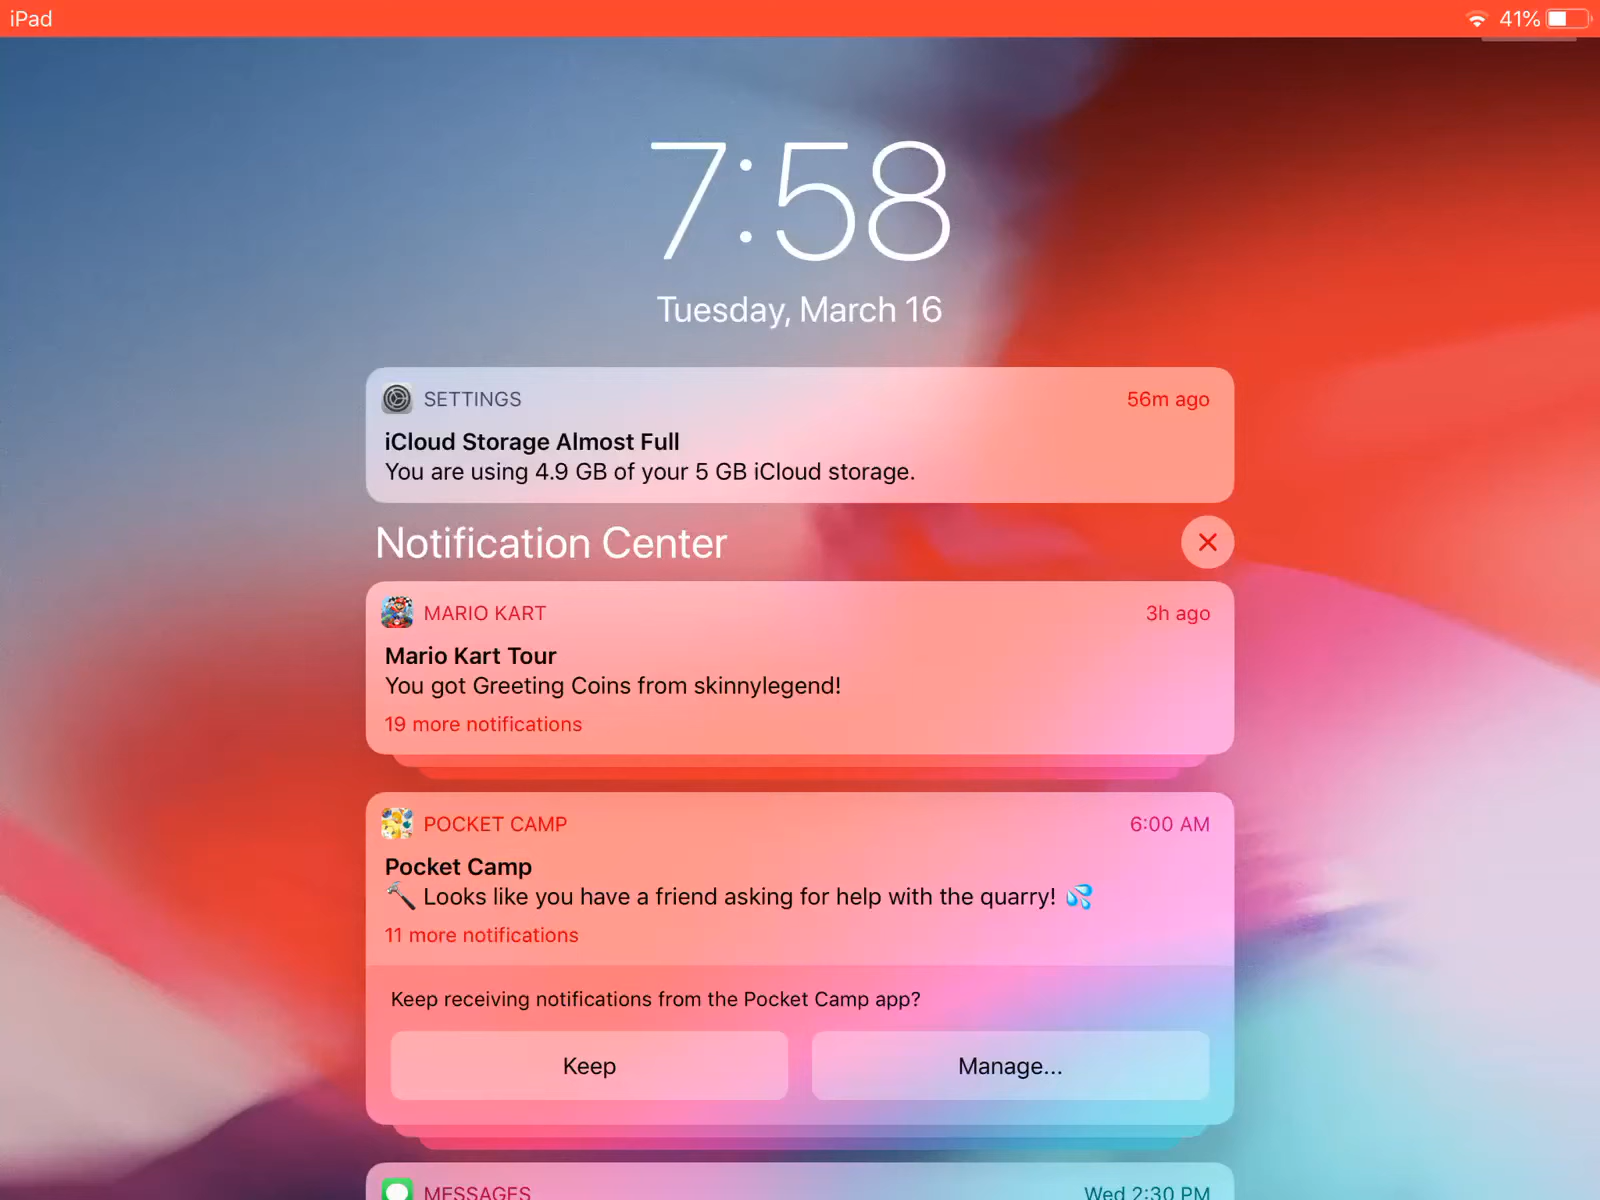 iPad
41%
7:58
Tuesday, March 16
SETTINGS
56m ago
iCloud Storage Almost Full
You are using 4.9 GB of your 5 GB iCloud storage.
Notification Center
MARIO KART
3h ago
Mario Kart Tour
You got Greeting Coins from skinnylegend!
19 more notifications
POCKET CAMP
6:00 AM
Pocket Camp
🔨 Looks like you have a friend asking for help with the quarry! 💦
11 more notifications
Keep receiving notifications from the Pocket Camp app?
Keep
Manage...
MESSAGES
Wed 2:30 PM